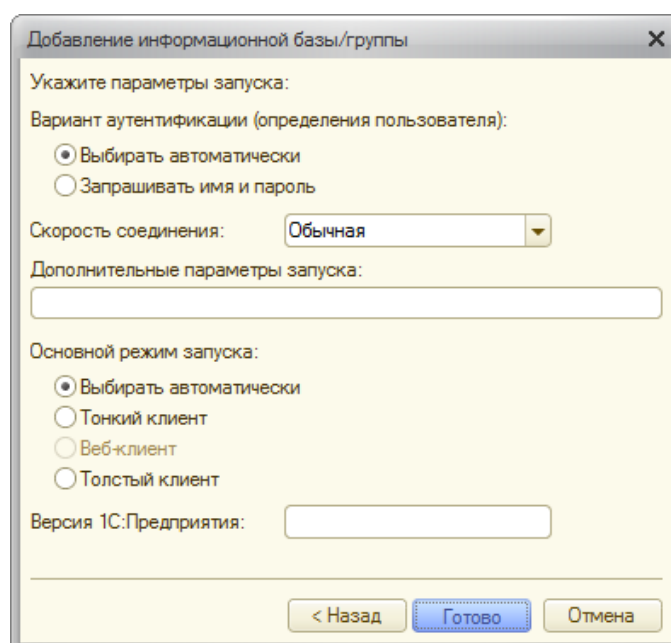 Добавление информационной базы/группы
Укажите параметры запуска:
Вариант аутентификации (определения пользователя):
Выбирать автоматически
Запрашивать имя и пароль
Скорость соединения: Обычная
Дополнительные параметры запуска:
Основной режим запуска:
Выбирать автоматически
Тонкий клиент
Веб-клиент
Толстый клиент
Версия 1С:Предприятия:
< Назад Готово Отмена